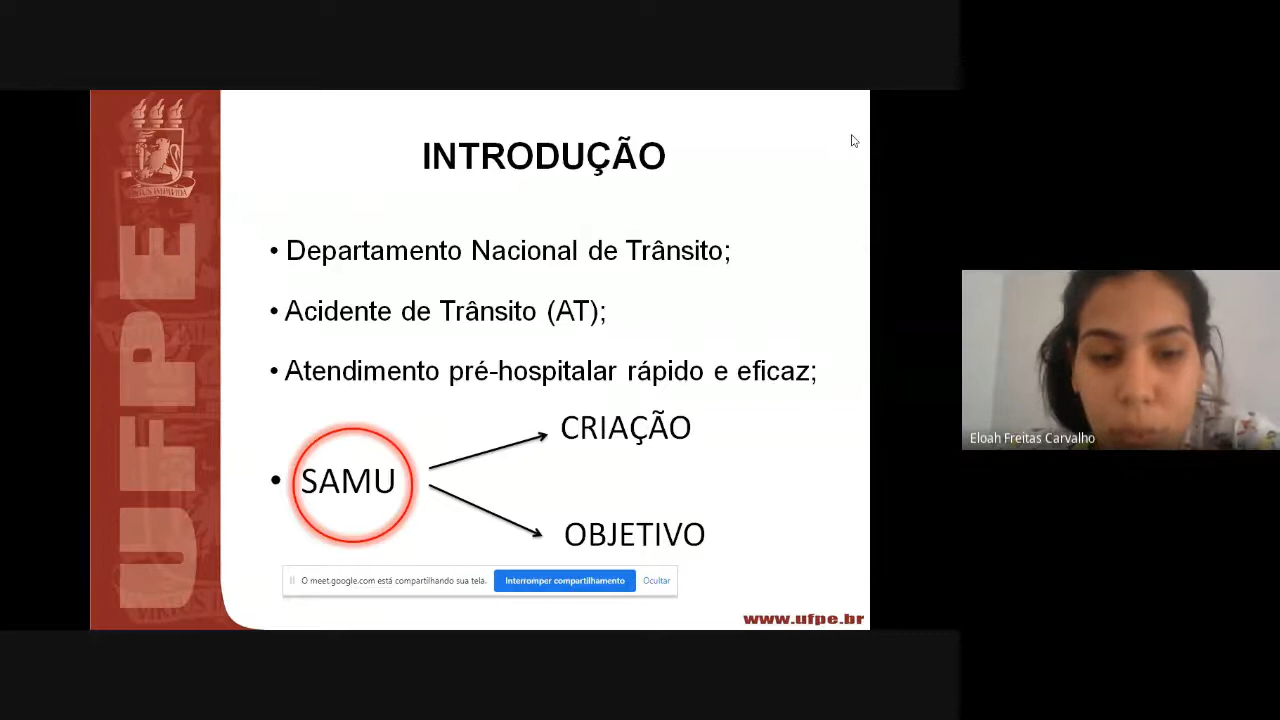 INTRODUÇÃO
• Departamento Nacional de Trânsito;
• Acidente de Trânsito (AT);
• Atendimento pré-hospitalar rápido e eficaz;
CRIAÇÃO
• SAMU
OBJETIVO
O meet.google.com está compartilhando sua tela.
Interromper compartilhamento
Ocultar
www.ufpe.br
UFPE
Eloah Freitas Carvalho